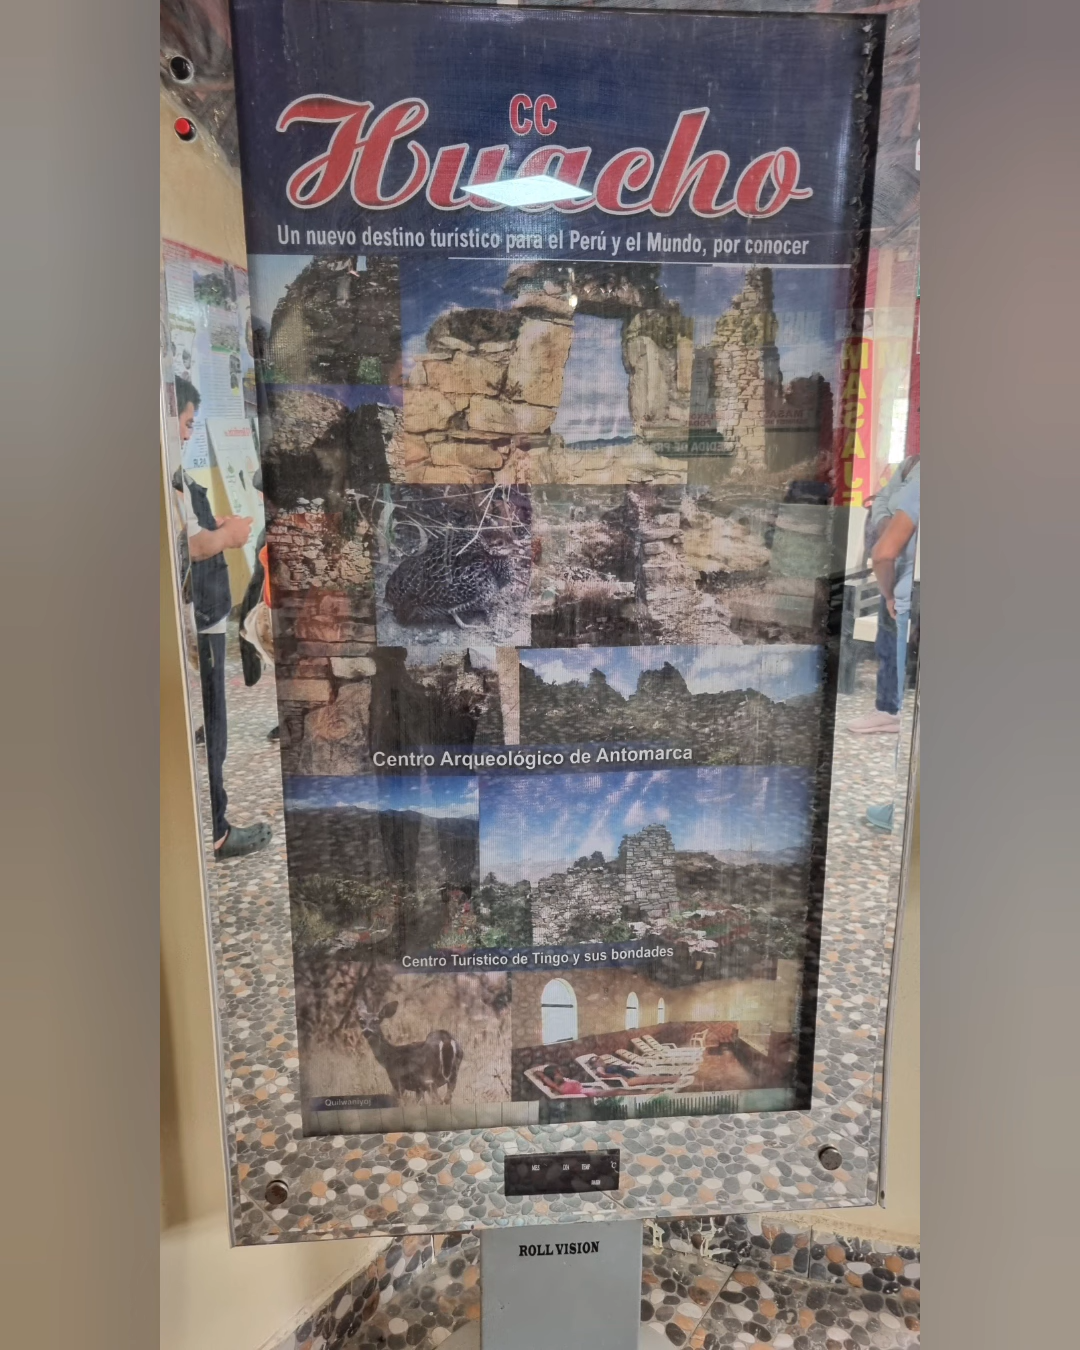 CC
Huacho
Un nuevo destino turístico para el Perú y el Mundo, por conocer
MASAJE
Centro Arqueológico de Antomarca
Centro Turístico de Tingo y sus bondades
ROLL VISION